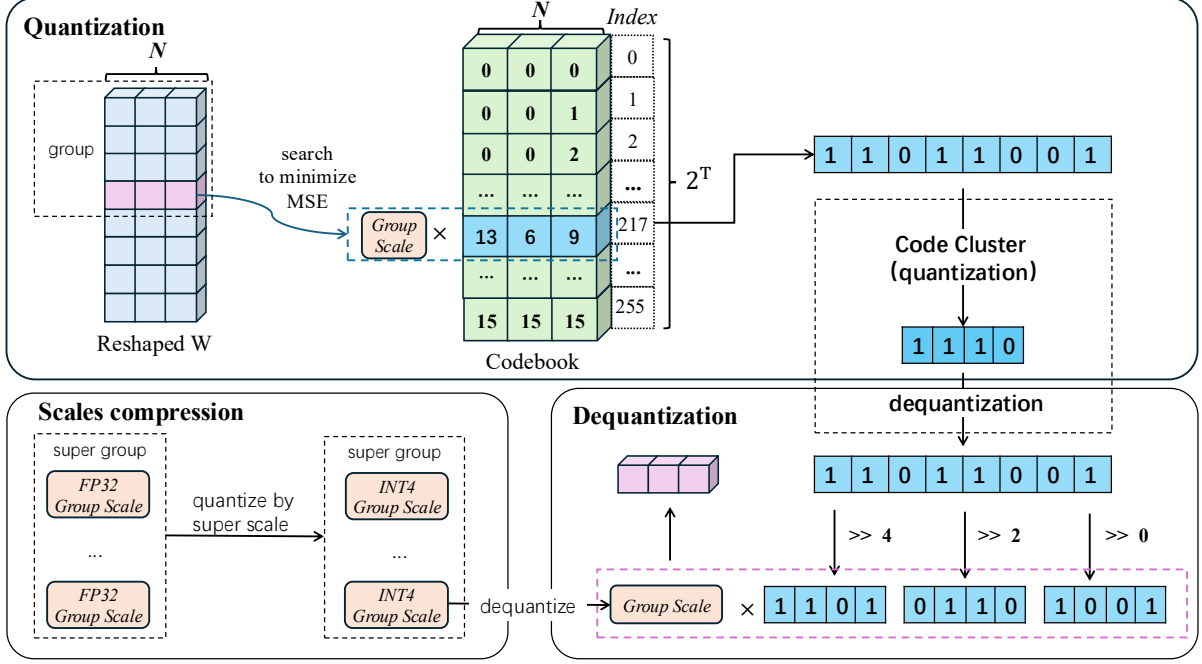 Quantization
N
group
Reshaped W
search
to minimize
MSE
Group
Scale
×
N
Index
0 0 0 0
0 0 1 1
0 0 2 2
... ... ... ...
13 6 9 217
... ... ... ...
15 15 15 255
Codebook
2^T
1 1 0 1 1 0 0 1
Code Cluster
(quantization)
1 1 1 0
dequantization
Scales compression
super group
FP32
Group Scale
...
FP32
Group Scale
quantize by
super scale
super group
INT4
Group Scale
...
INT4
Group Scale
dequantize
Dequantization
1 1 0 1 1 0 0 1
>> 4
>> 2
>> 0
Group Scale × 1 1 0 1 0 1 1 0 1 0 0 1